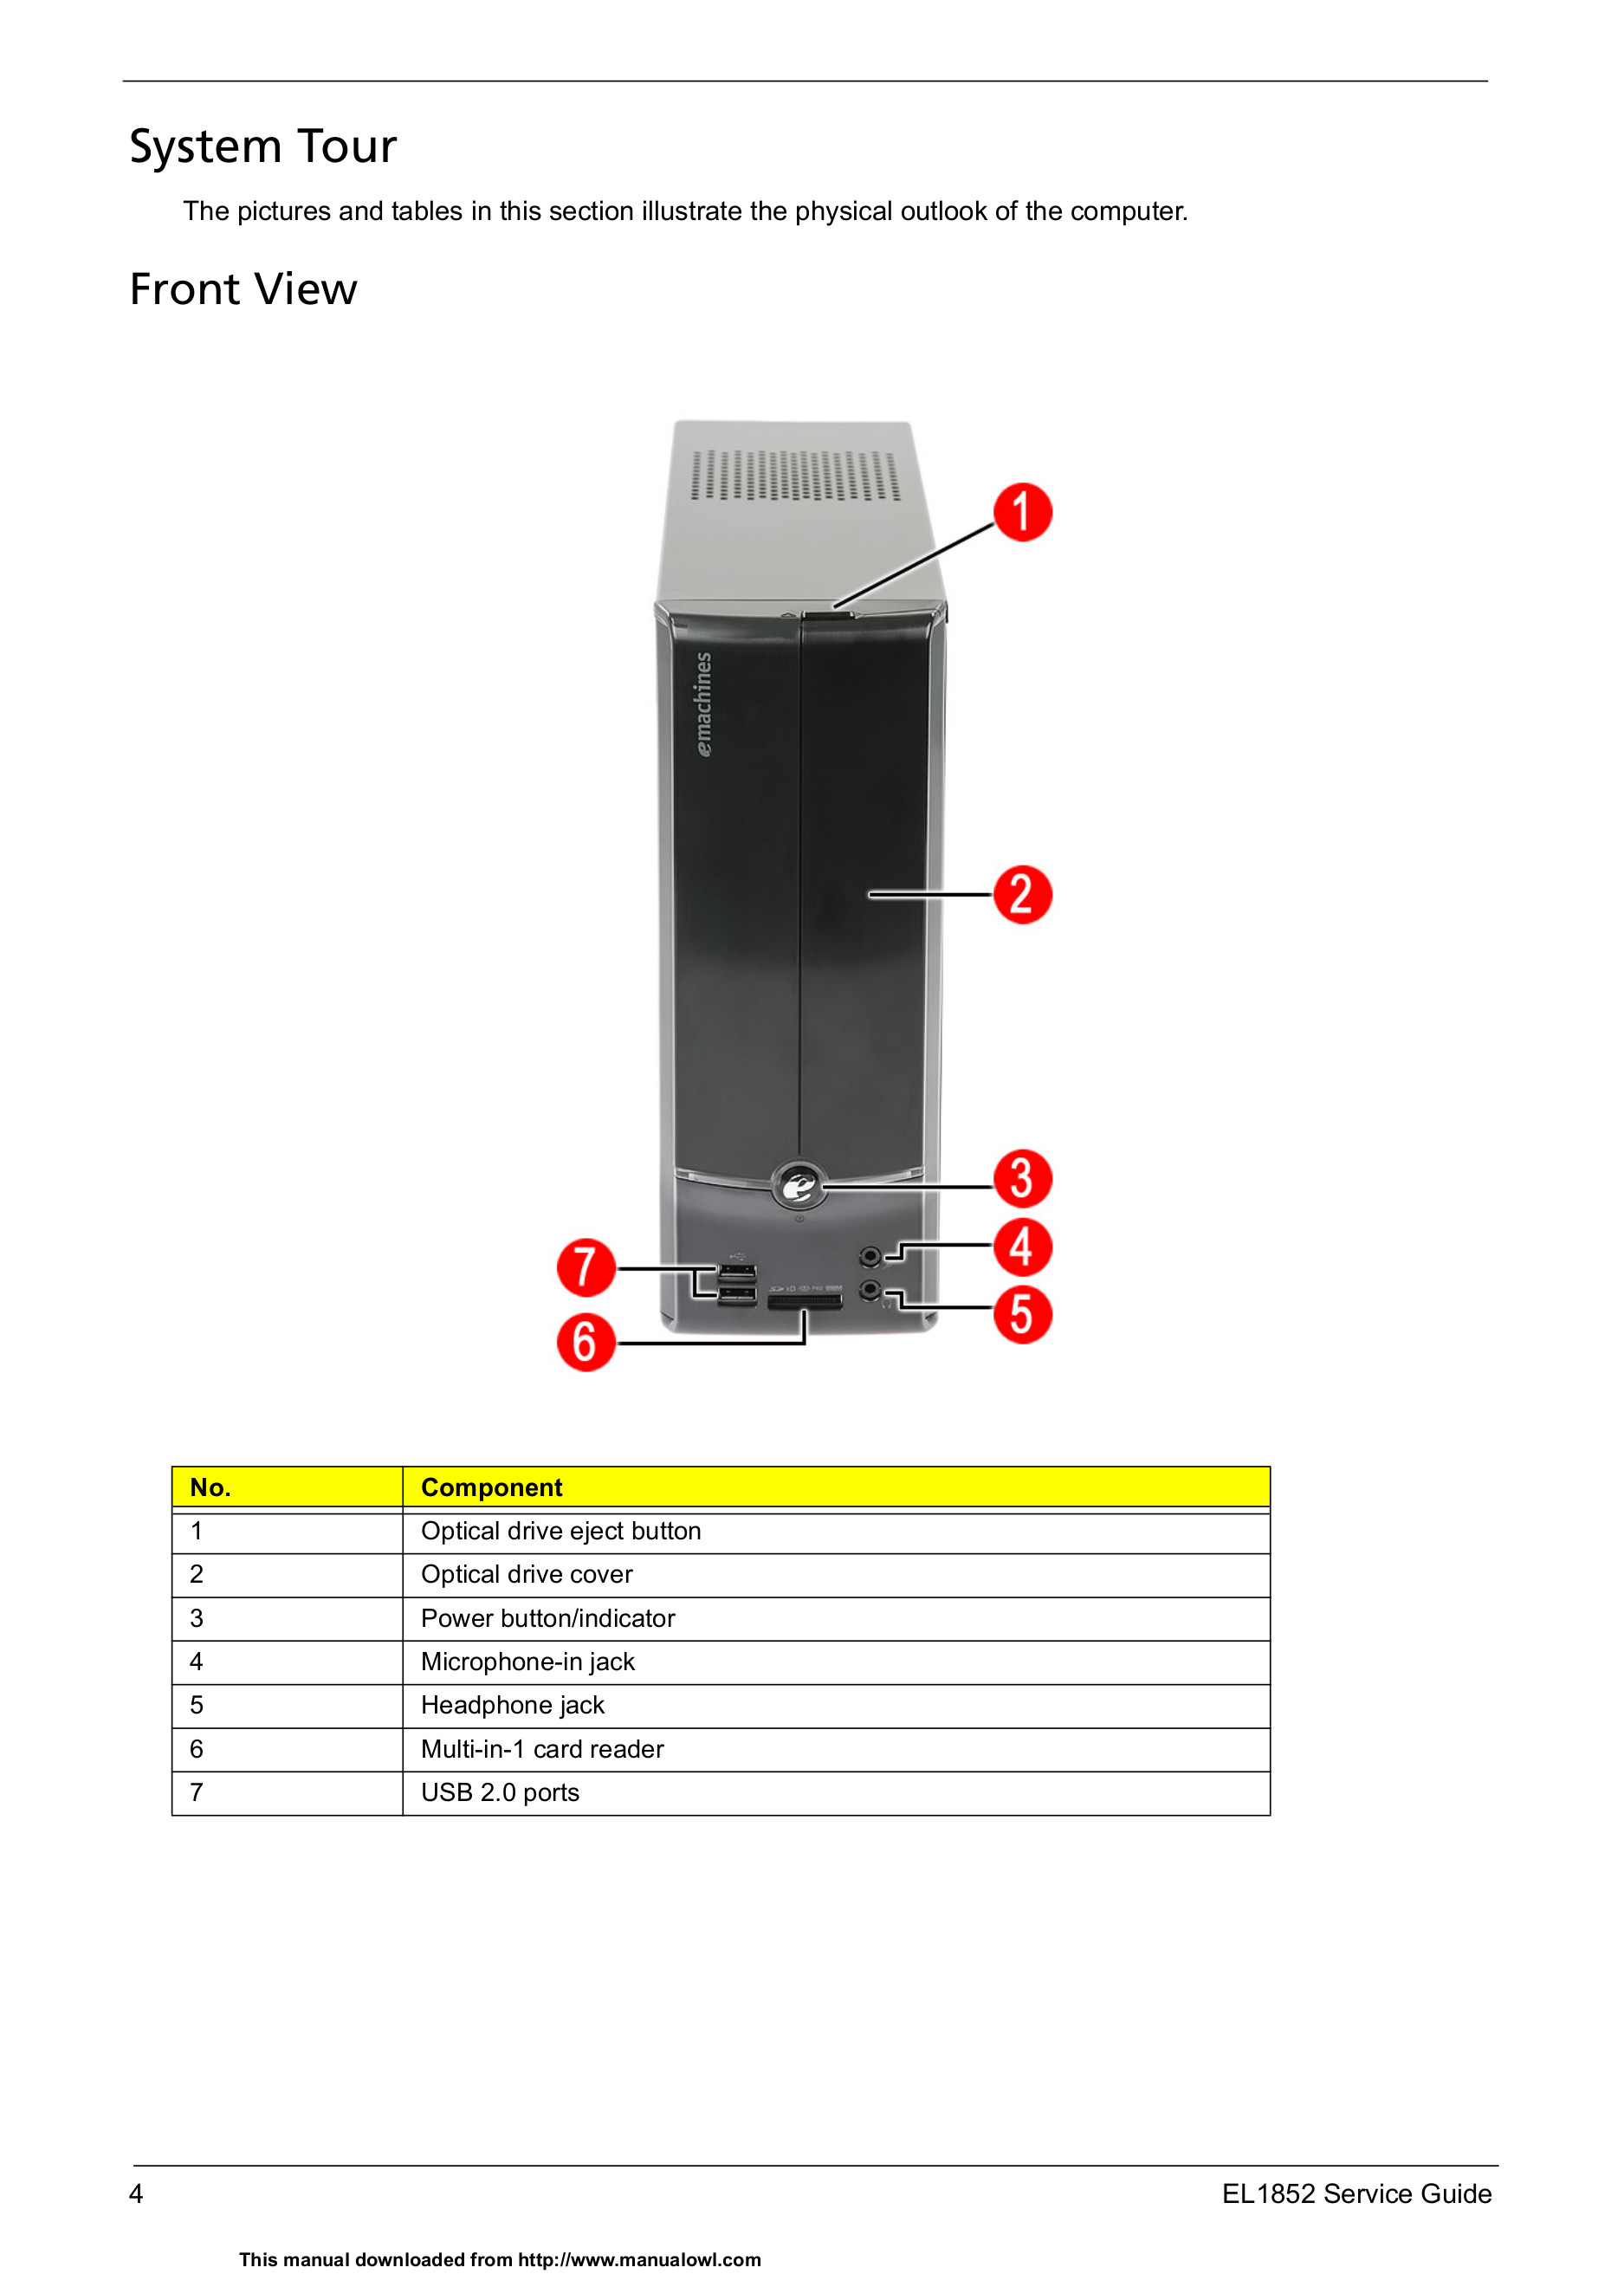 System Tour
The pictures and tables in this section illustrate the physical outlook of the computer.
Front View
1
emachines
2
3
4
7
5
6
No. Component
1 Optical drive eject button
2 Optical drive cover
3 Power button/indicator
4 Microphone-in jack
5 Headphone jack
6 Multi-in-1 card reader
7 USB 2.0 ports
4 EL1852 Service Guide
This manual downloaded from http://www.manualowl.com